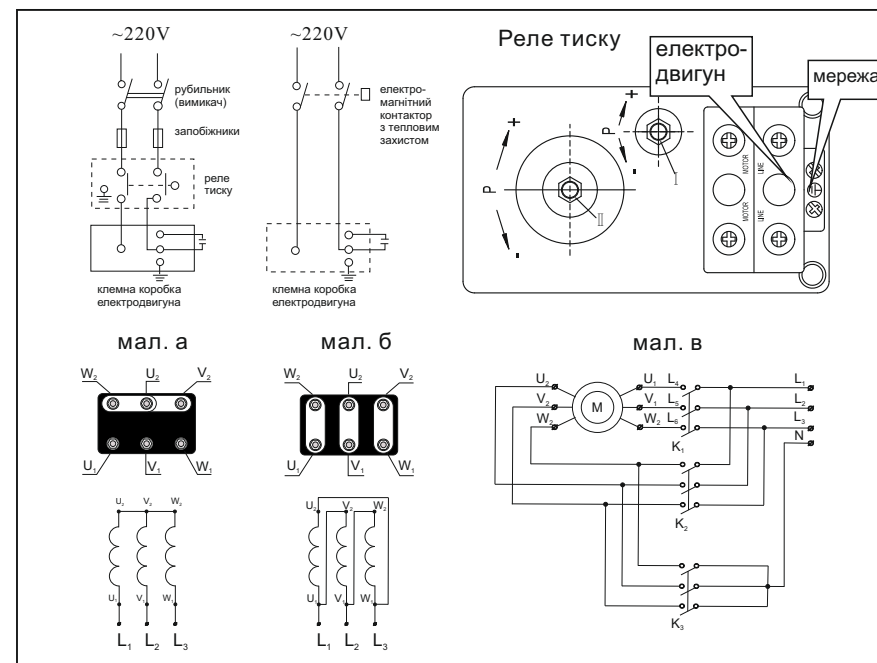 ~220V
рубильник
(вимикач)
запобіжники
реле
тиску
клемна коробка
електродвигуна
~220V
електро-
магнітний
контактор
з тепловим
захистом
клемна коробка
електродвигуна
Реле тиску
електро-
двигун
мережа
+
P
-
+
P
-
I
II
MOTOR
LINE
MOTOR
LINE
мал. а
W₂ U₂ V₂
U₁ V₁ W₁
U₂ V₂ W₂
U₁ V₁ W₁
L₁ L₂ L₃
мал. б
W₂ U₂ V₂
U₁ V₁ W₁
U₂ V₂ W₂
U₁ V₁ W₁
L₁ L₂ L₃
мал. в
U₂ U₁ L₄ L₁
V₂ M V₁ L₅ L₂
W₂ W₂ L₆ L₃
N
K₁
K₂
K₃